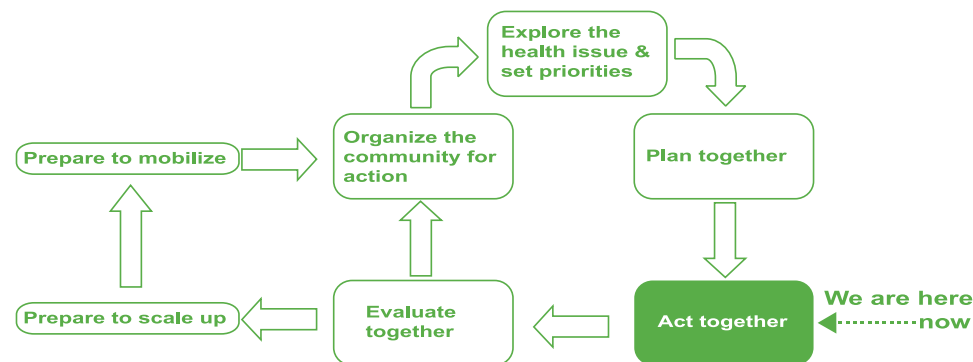 Explore the
health issue &
set priorities
Organize the
community for
action
Prepare to mobilize
Plan together
Prepare to scale up
Evaluate
together
Act together
We are here
now